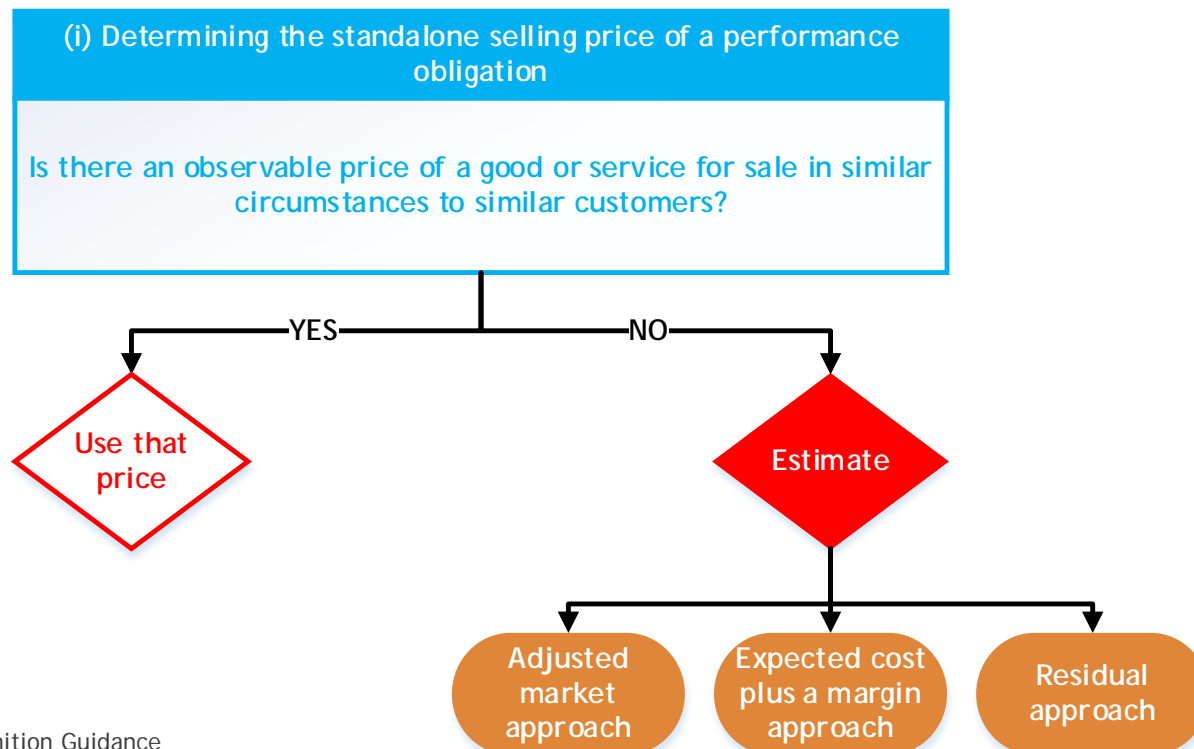 (i) Determining the standalone selling price of a performance
obligation
Is there an observable price of a good or service for sale in similar
circumstances to similar customers?
YES
NO
Use that
price
Estimate
Adjusted
market
approach
Expected cost
plus a margin
approach
Residual
approach
nition Guidance